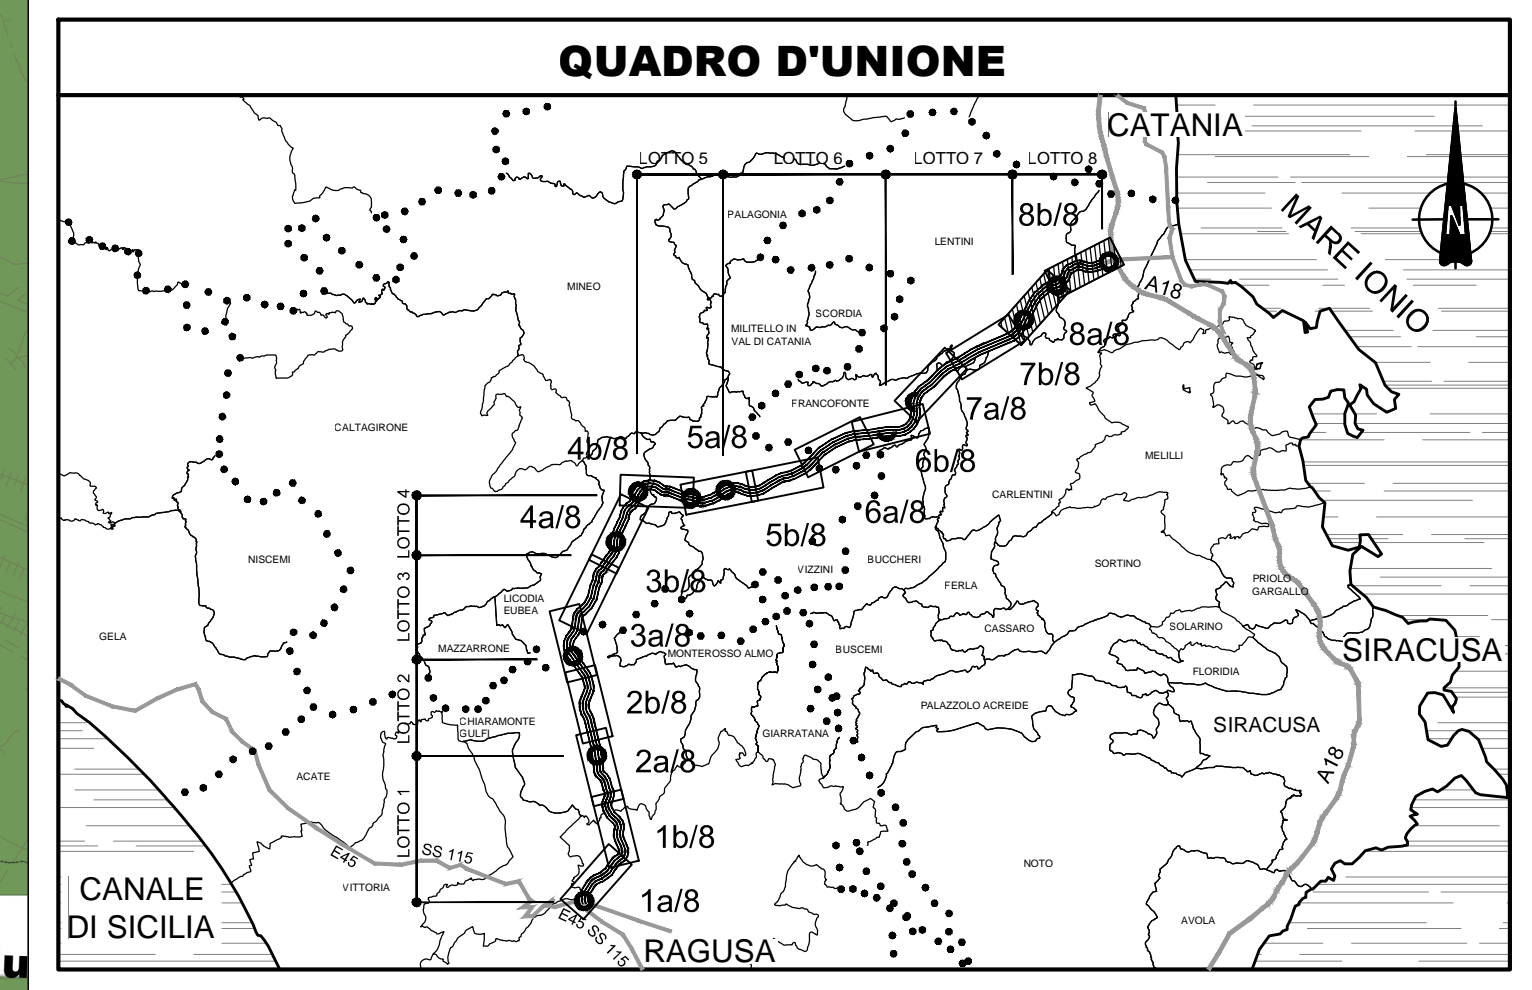 QUADRO D'UNIONE
CATANIA
LOTTO 5
LOTTO 6
LOTTO 7
LOTTO 8
8b/8
PALAGONIA
LENTINI
MARE IONIO
N
MINEO
A18
SCORDIA
MILITELLO IN
VAL DI CATANIA
8a/8
7b/8
FRANCOFONTE
7a/8
CALTAGIRONE
4b/8
5a/8
6b/8
MELILLI
CARLENTINI
LOTTO 4
4a/8
6a/8
5b/8
NISCEMI
VIZZINI
BUCCHERI
SORTINO
LOTTO 3
3b/8
FERLA
PRIOLO
GARGALLO
LICODIA
EUBEA
GELA
3a/8
CASSARO
SOLARINO
MAZZARRONE
MONTEROSSO ALMO
BUSCEMI
SIRACUSA
FLORIDIA
LOTTO 2
2b/8
PALAZZOLO ACREIDE
CHIARAMONTE
GULFI
GIARRATANA
SIRACUSA
2a/8
A18
ACATE
LOTTO 1
1b/8
E45
SS 115
NOTO
VITTORIA
CANALE
DI SICILIA
1a/8
E45 SS 115
AVOLA
RAGUSA
u